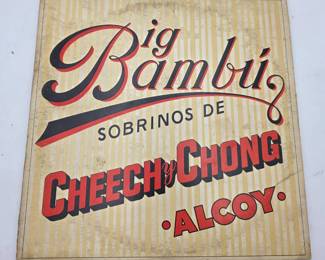 Big
Bambú
SOBRINOS DE
CHEECH y CHONG
·ALCOY·